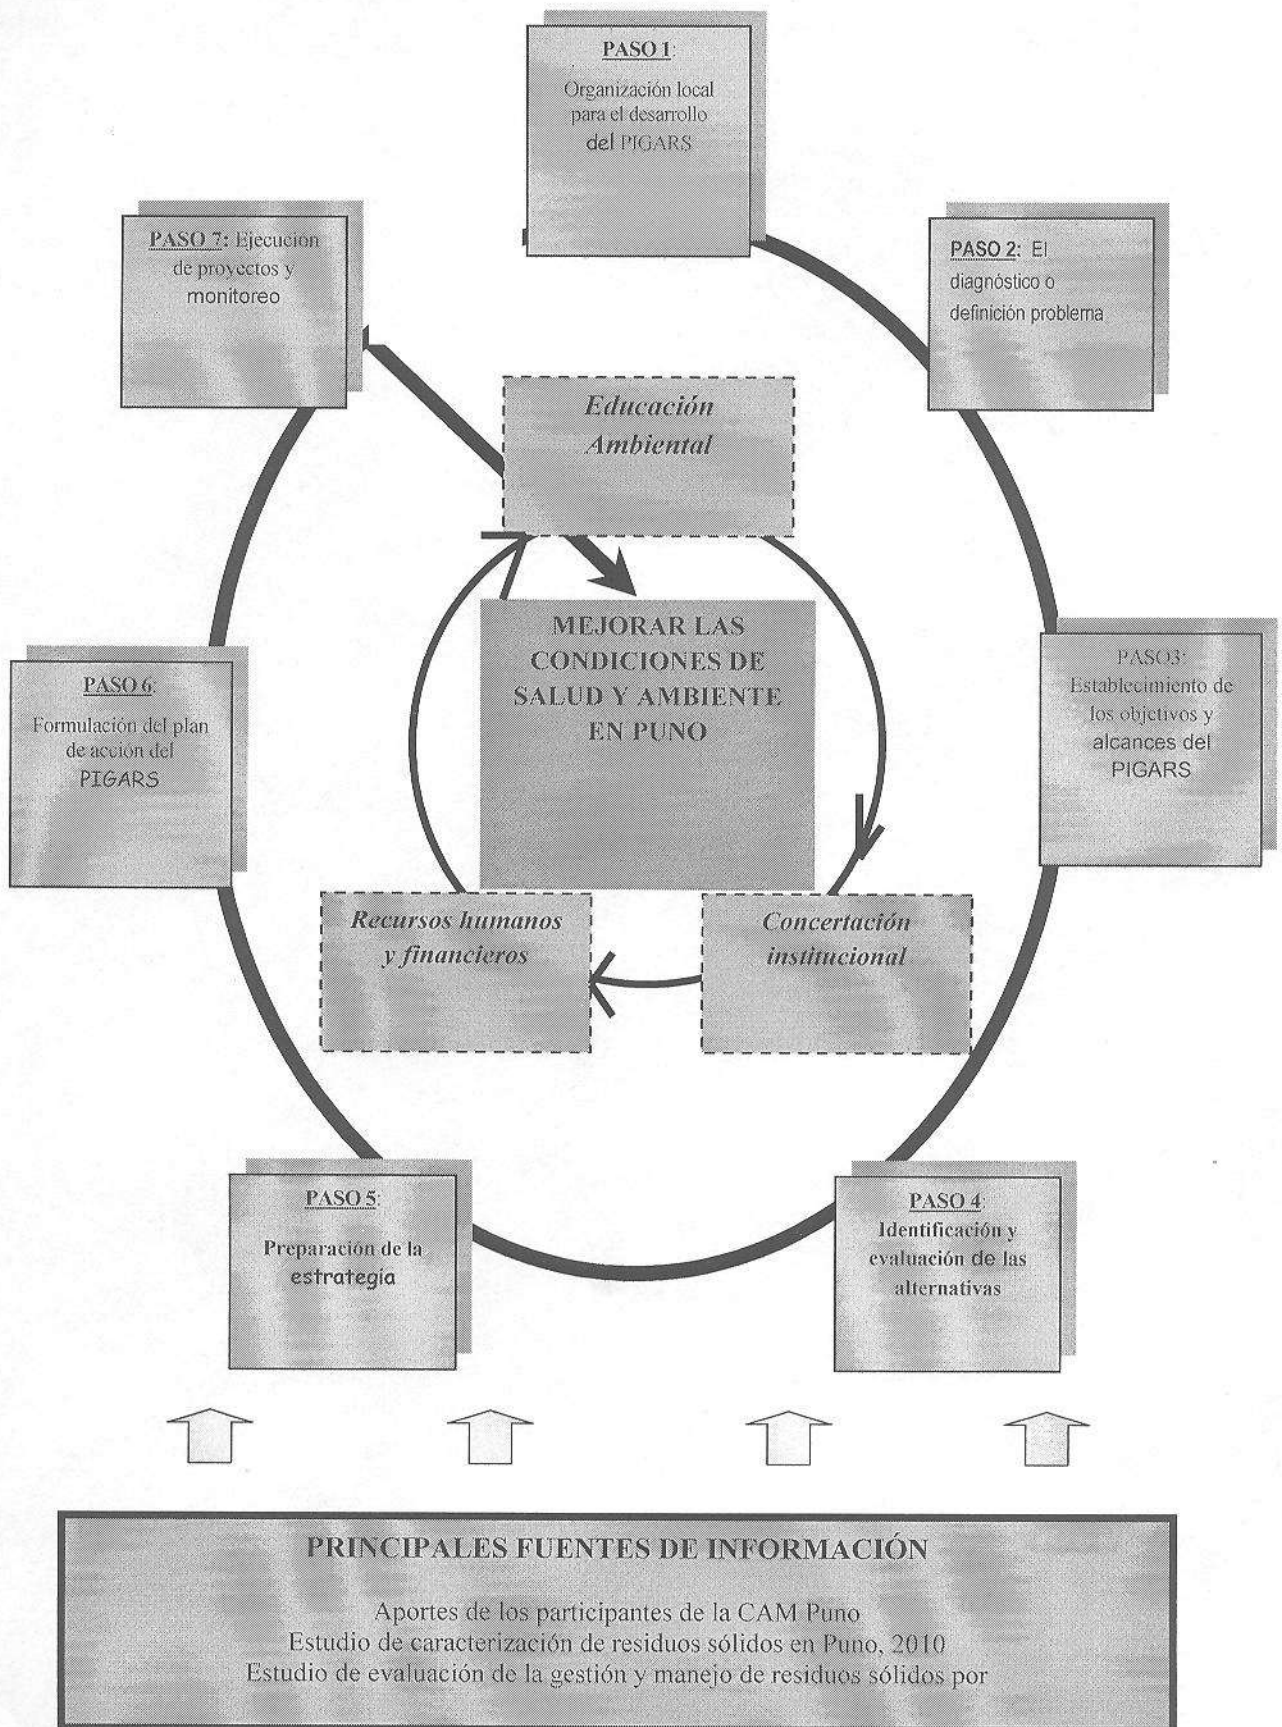 PASO 1:
Organización local
para el desarrollo
del PIGARS
PASO 2: El
diagnóstico o
definición problema
PASO3:
Establecimiento de
los objetivos y
alcances del
PIGARS
PASO 4:
Identificación y
evaluación de las
alternativas
PASO 5:
Preparación de la
estrategia
PASO 6:
Formulación del plan
de acción del
PIGARS
PASO 7: Ejecución
de proyectos y
monitoreo
Educación
Ambiental
MEJORAR LAS
CONDICIONES DE
SALUD Y AMBIENTE
EN PUNO
Concertación
institucional
Recursos humanos
y financieros
PRINCIPALES FUENTES DE INFORMACIÓN
Aportes de los participantes de la CAM Puno
Estudio de caracterización de residuos sólidos en Puno, 2010
Estudio de evaluación de la gestión y manejo de residuos sólidos por